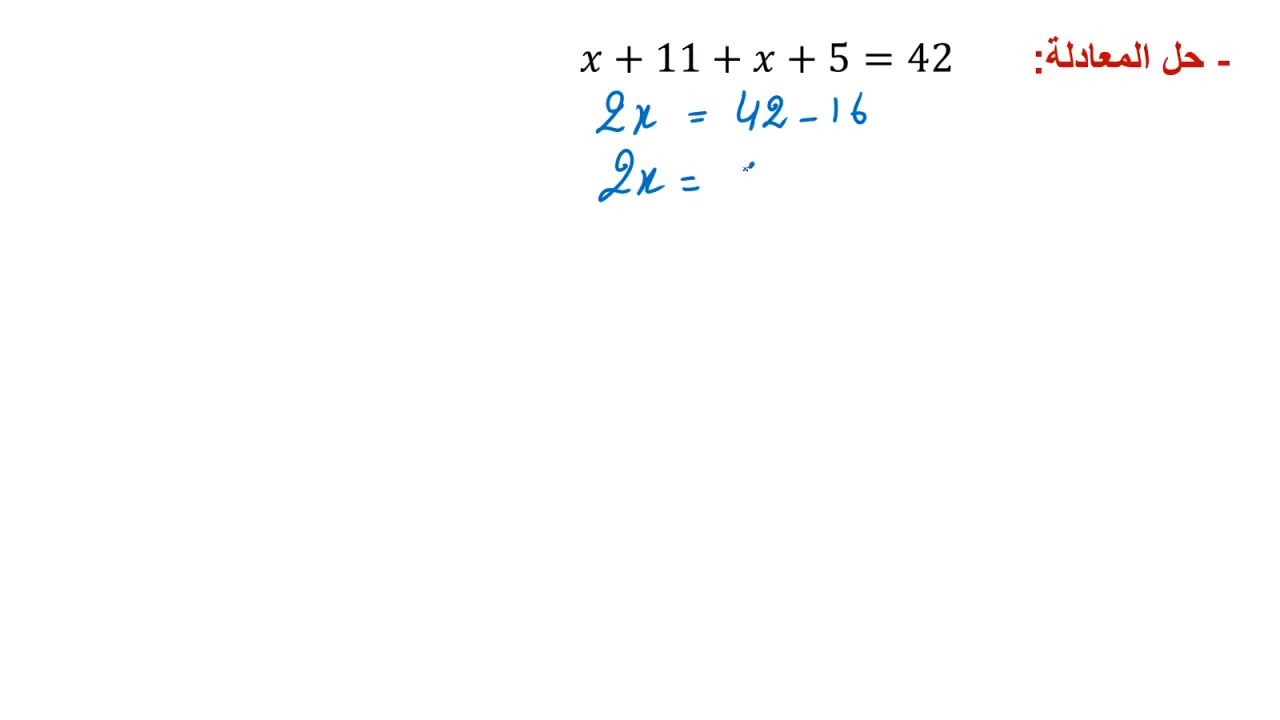 - حل المعادلة: x + 11 + x + 5 = 42
2x = 42 - 16
2x =